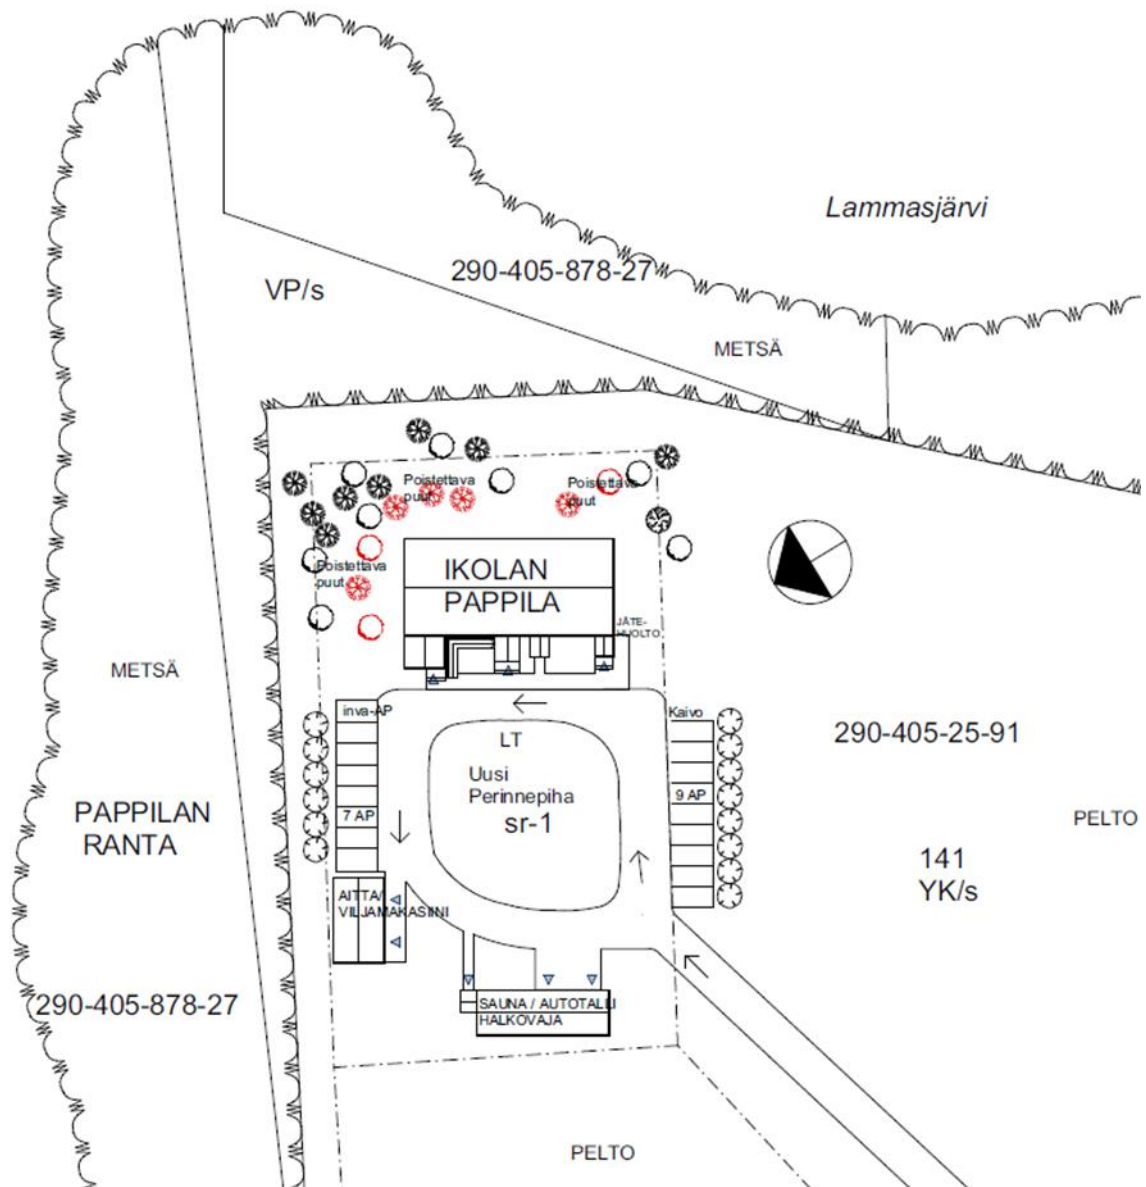 Lammasjärvi
290-405-878-27
VP/s
METSÄ
Poistettava
puut
Poistettava
puut
IKOLAN
PAPPILA
Poistettava
puut
JÄTE-
HUOLTO
METSÄ
inva-AP
Kaivo
290-405-25-91
LT
Uusi
Perinnepiha
sr-1
9 AP
7 AP
PAPPILAN
RANTA
PELTO
141
YK/s
AITTA/
VILJAMAKASIINI
290-405-878-27
SAUNA / AUTOTALLI
HALKOVAJA
PELTO